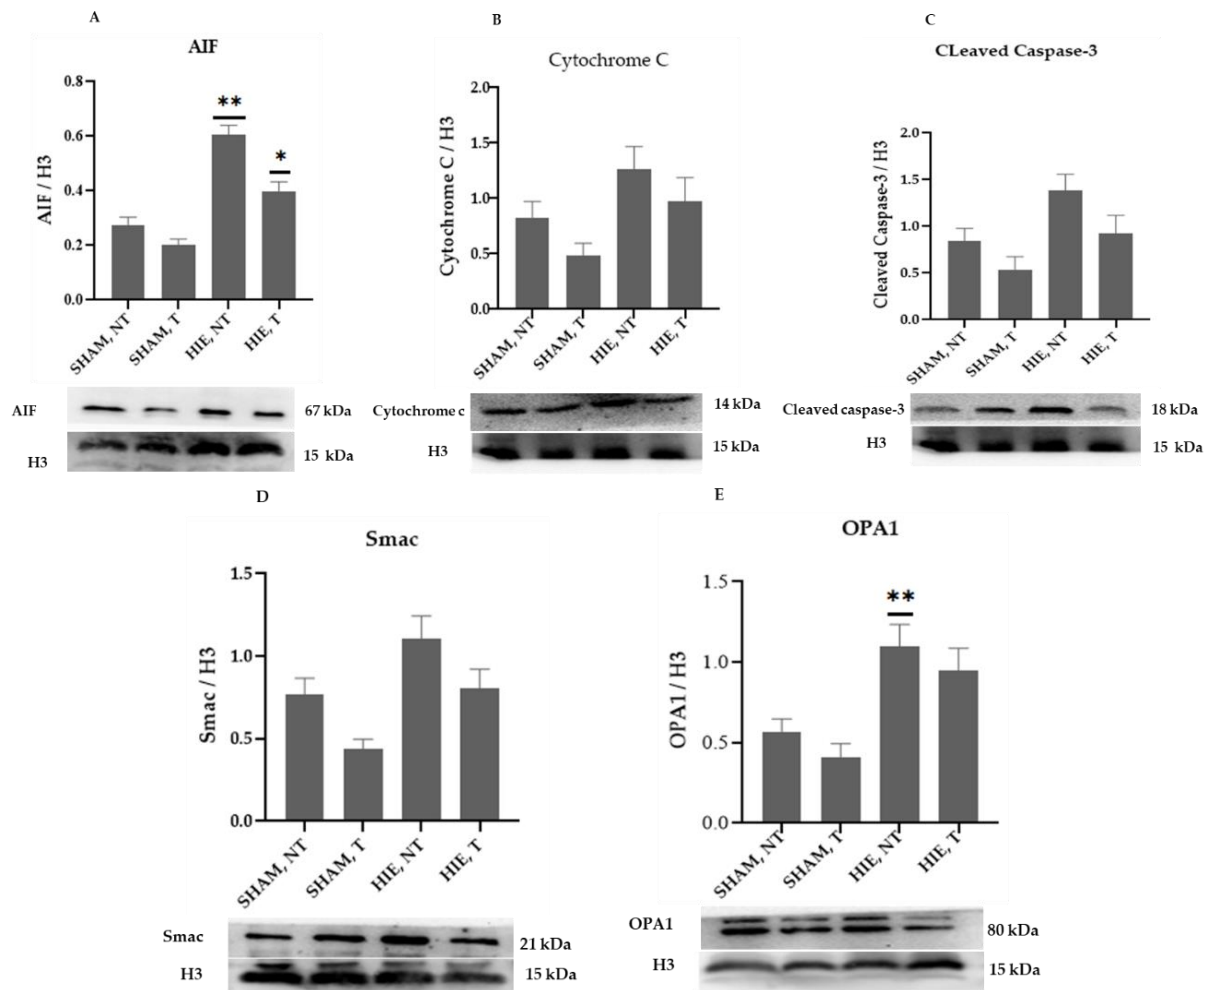 A
AIF
AIF / H3
0.8
0.6
0.4
0.2
0.0
**
*
SHAM, NT
SHAM, T
HIE, NT
HIE, T
AIF
67 kDa
H3
15 kDa
B
Cytochrome C
Cytochrome C / H3
2.0
1.5
1.0
0.5
0.0
SHAM, NT
SHAM, T
HIE, NT
HIE, T
Cytochrome c
14 kDa
H3
15 kDa
C
CLeaved Caspase-3
Cleaved Caspase-3 / H3
2.0
1.5
1.0
0.5
0.0
SHAM, NT
SHAM, T
HIE, NT
HIE, T
Cleaved caspase-3
18 kDa
H3
15 kDa
D
Smac
Smac / H3
1.5
1.0
0.5
0.0
SHAM, NT
SHAM, T
HIE, NT
HIE, T
Smac
21 kDa
H3
15 kDa
E
OPA1
OPA1 / H3
1.5
1.0
0.5
0.0
**
SHAM, NT
SHAM, T
HIE, NT
HIE, T
OPA1
80 kDa
H3
15 kDa